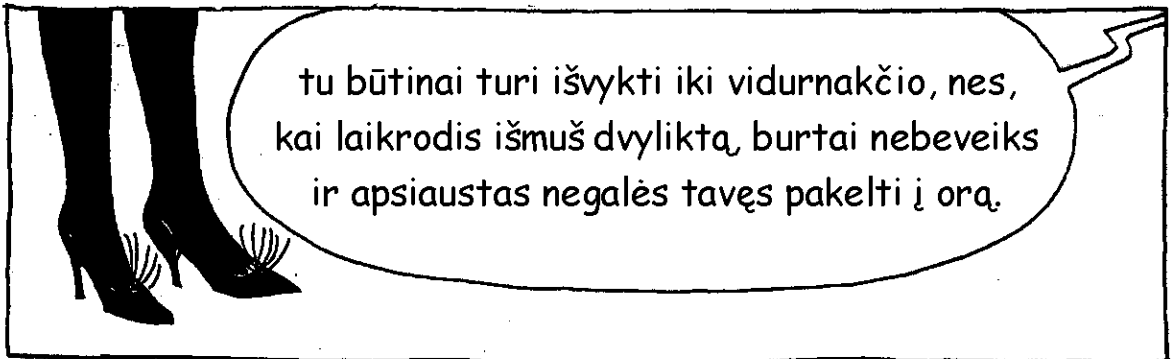 tu būtinai turi išvykti iki vidurnakčio, nes,
kai laikrodis išmuš dvyliktą, burtai nebeveiks
ir apsiaustas negalės tavęs pakelti į orą.